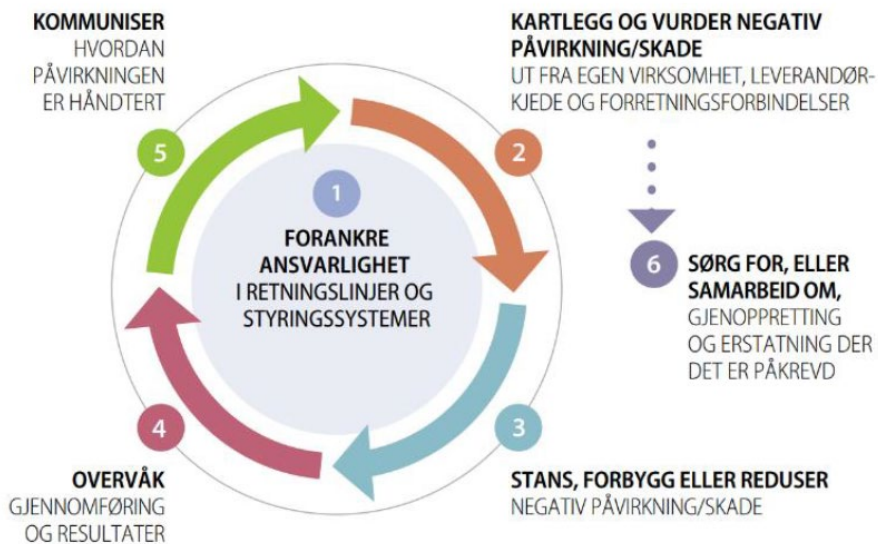 1
FORANKRE
ANSVARLIGHET
I RETNINGSLINJER OG
STYRINGSSYSTEMER
2
KARTLEGG OG VURDER NEGATIV
PÅVIRKNING/SKADE
UT FRA EGEN VIRKSOMHET, LEVERANDØR-
KJEDE OG FORRETNINGSFORBINDELSER
3
STANS, FORBYGG ELLER REDUSER
NEGATIV PÅVIRKNING/SKADE
4
OVERVÅK
GJENNOMFØRING
OG RESULTATER
5
KOMMUNISER
HVORDAN
PÅVIRKNINGEN
ER HÅNDTERT
6
SØRG FOR, ELLER
SAMARBEID OM,
GJENOPPRETTING
OG ERSTATNING DER
DET ER PÅKREVD